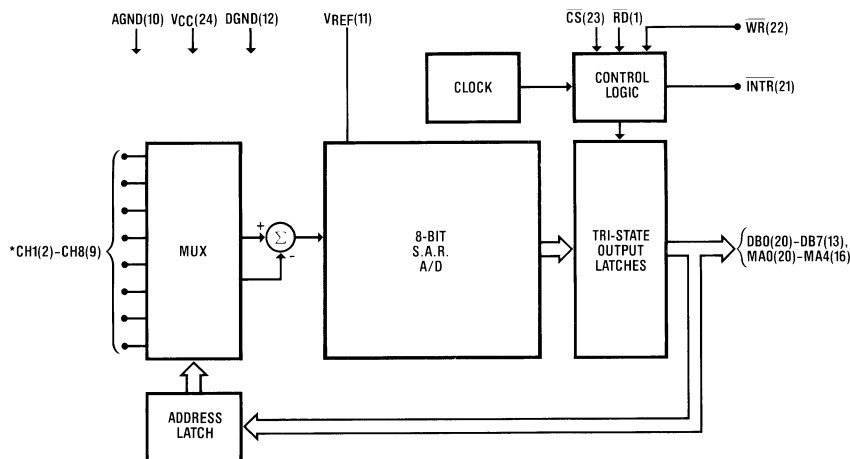 AGND(10) VCC(24) DGND(12) VREF(11) CS(23) RD(1)
WR(22)
CLOCK
CONTROL
LOGIC
INTR(21)
*CH1(2)-CH8(9)
MUX
+
Σ
-
8-BIT
S.A.R.
A/D
TRI-STATE
OUTPUT
LATCHES
DB0(20)-DB7(13),
MA0(20)-MA4(16)
ADDRESS
LATCH